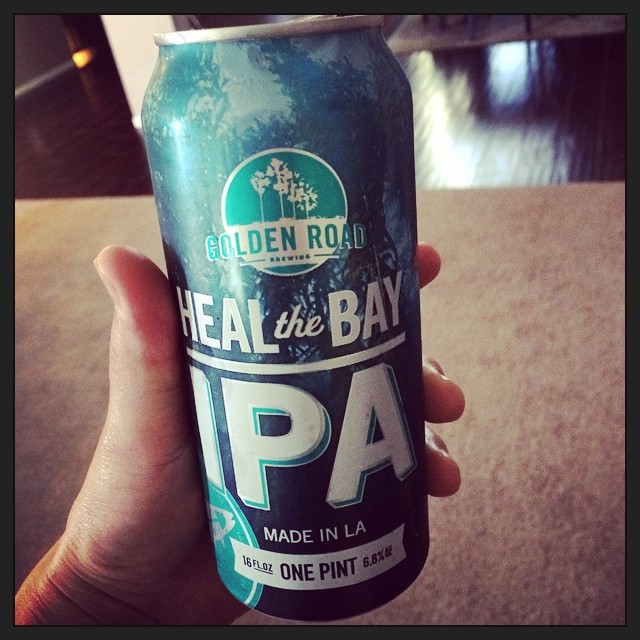 GOLDEN ROAD
BREWING
HEAL the BAY
IPA
MADE IN LA
16 FL.OZ ONE PINT 6.8%